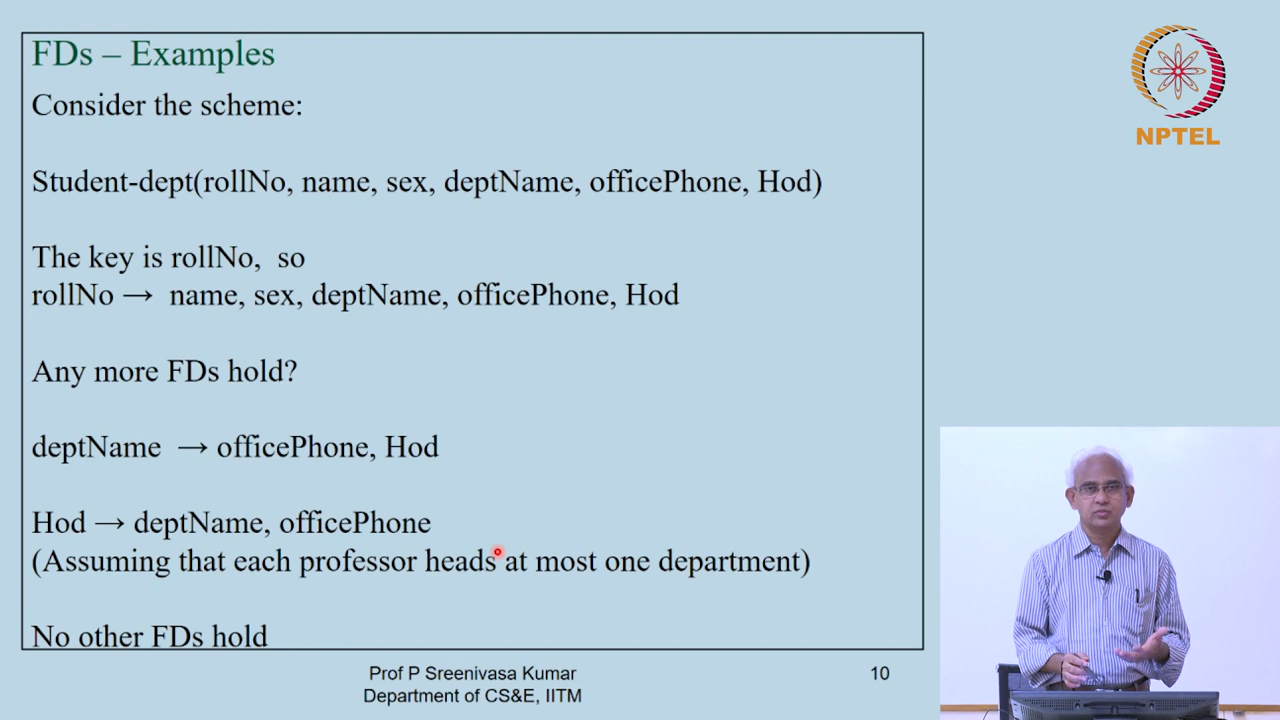 FDs – Examples
Consider the scheme:
Student-dept(rollNo, name, sex, deptName, officePhone, Hod)
The key is rollNo, so
rollNo → name, sex, deptName, officePhone, Hod
Any more FDs hold?
deptName → officePhone, Hod
Hod → deptName, officePhone
(Assuming that each professor heads at most one department)
No other FDs hold
Prof P Sreenivasa Kumar
Department of CS&E, IITM
10
NPTEL